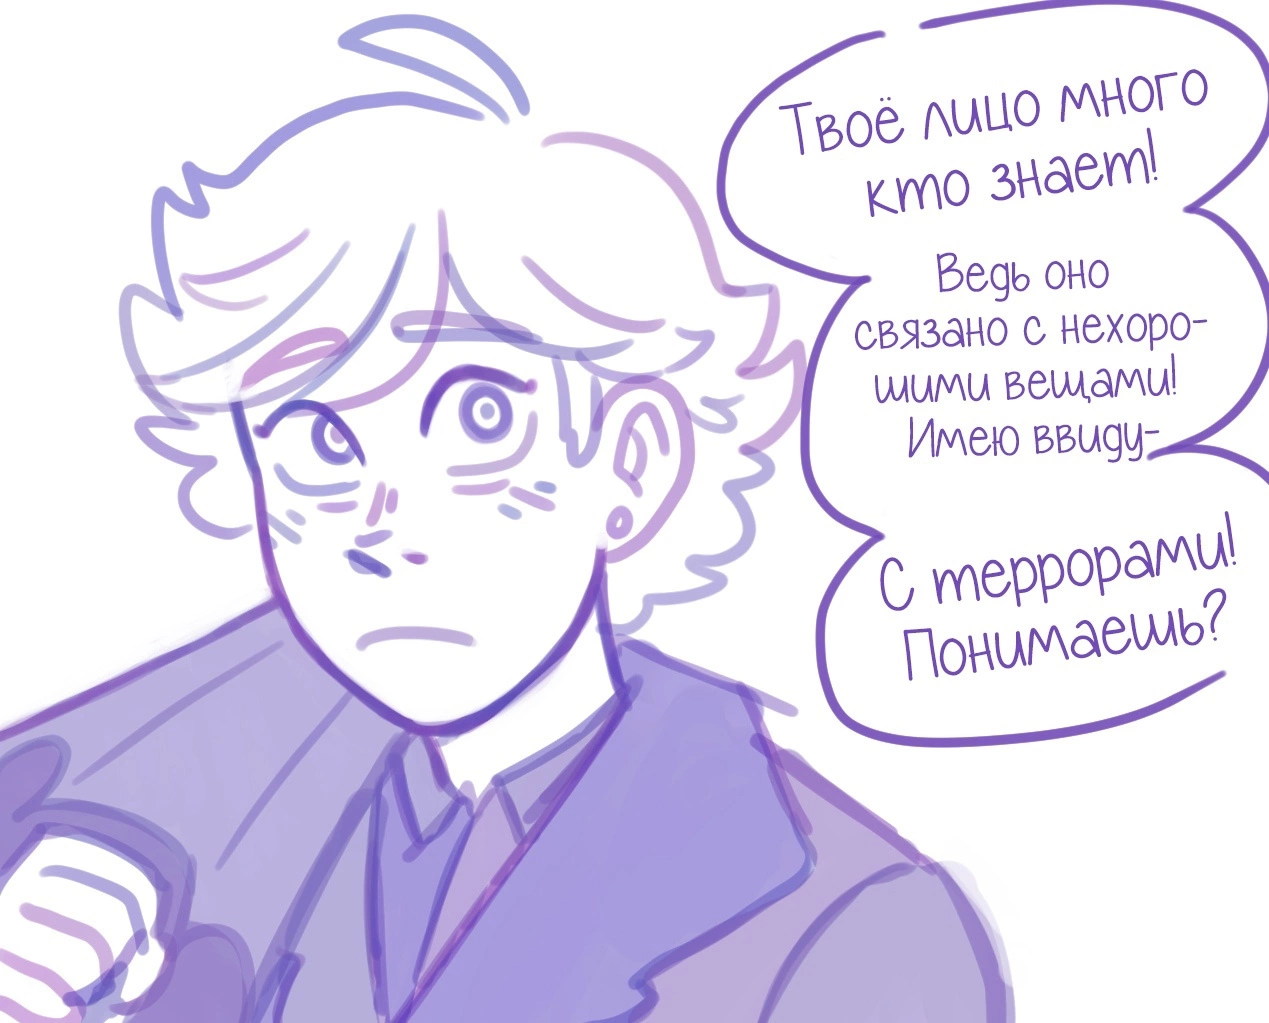 Твоё лицо много
кто знает!
Ведь оно
связано с нехоро-
шими вещами!
Имею ввиду-
С террорами!
Понимаешь?